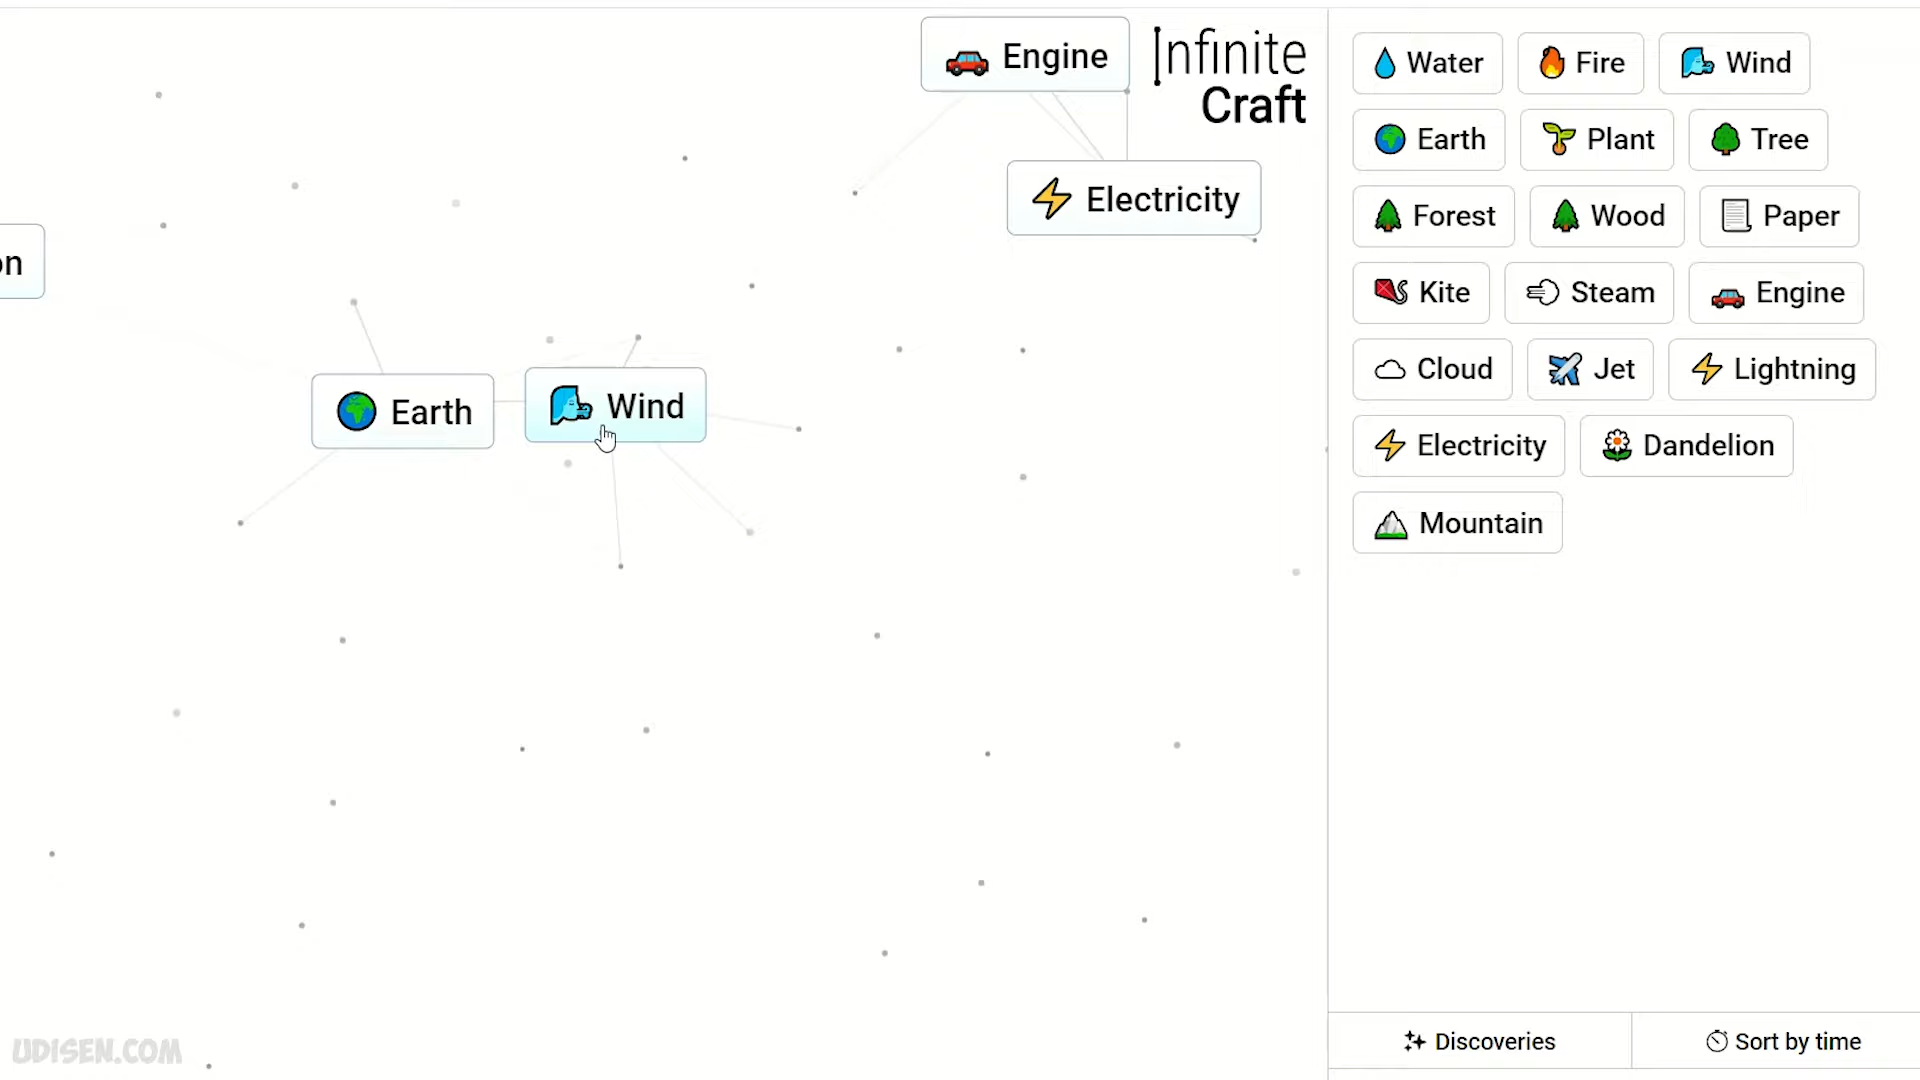 Engine
Infinite
Craft
Electricity
on
Earth
Wind
Water
Fire
Wind
Earth
Plant
Tree
Forest
Wood
Paper
Kite
Steam
Engine
Cloud
Jet
Lightning
Electricity
Dandelion
Mountain
Discoveries
Sort by time
UDISEN.COM